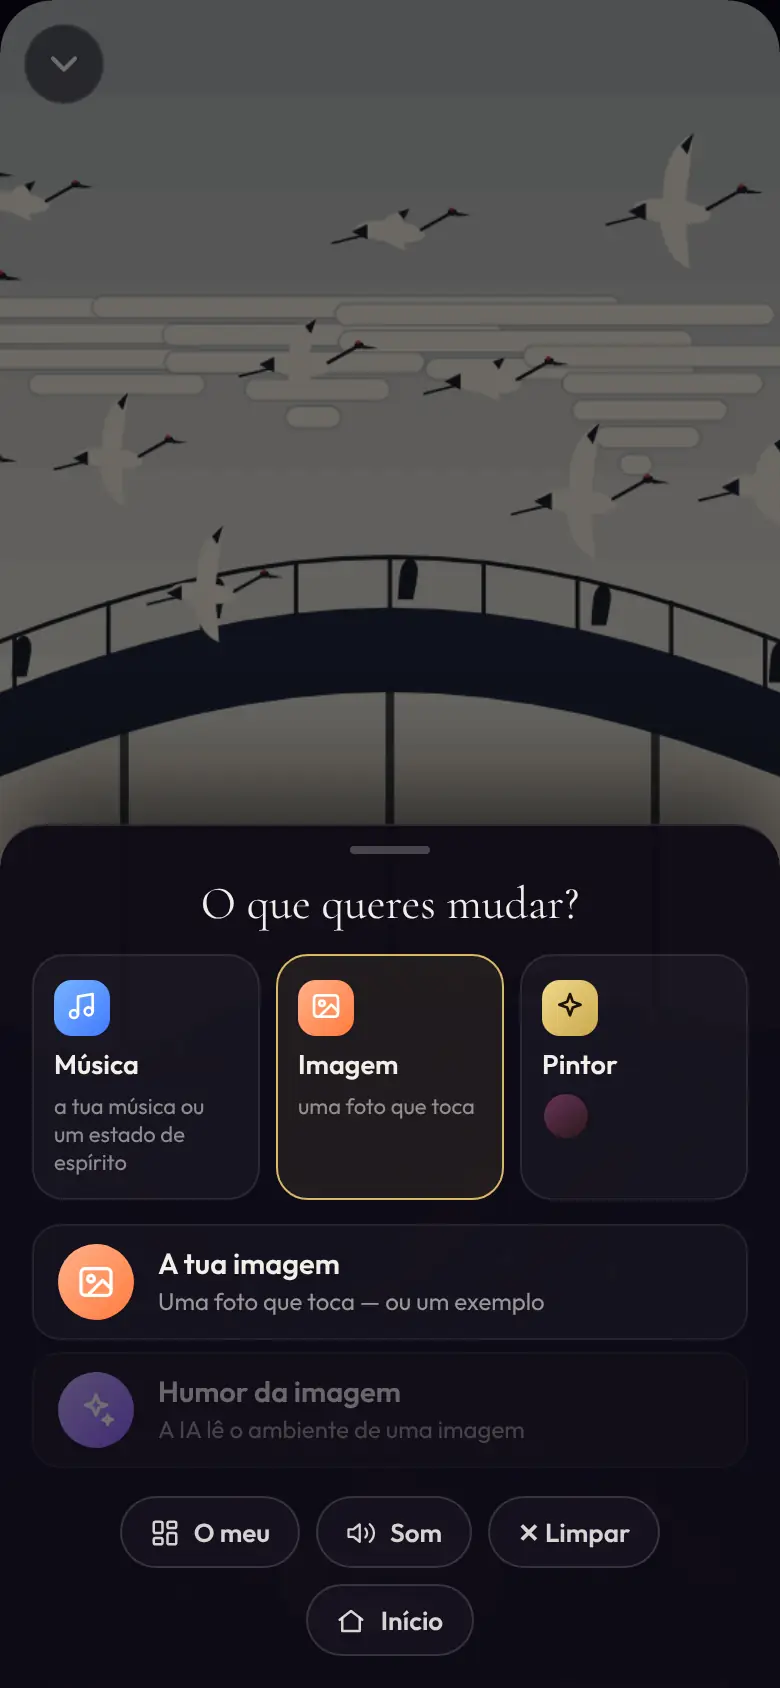 O que queres mudar?
Música
a tua música ou
um estado de
espírito
Imagem
uma foto que toca
Pintor
A tua imagem
Uma foto que toca — ou um exemplo
Humor da imagem
A IA lê o ambiente de uma imagem
O meu
Som
✕ Limpar
Início